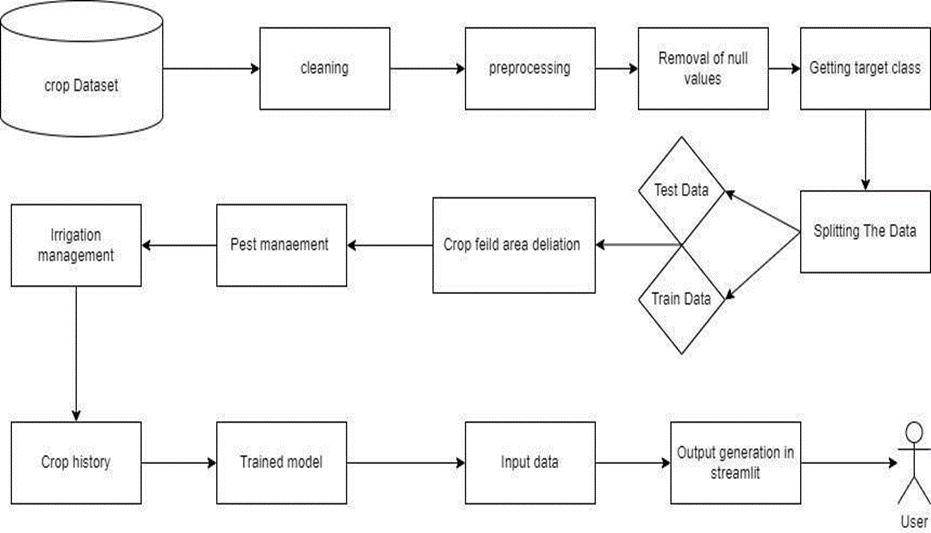 crop Dataset
cleaning
preprocessing
Removal of null
values
Getting target class
Splitting The Data
Test Data
Train Data
Crop feild area deliation
Pest manaement
Irrigation
management
Crop history
Trained model
Input data
Output generation in
streamlit
User